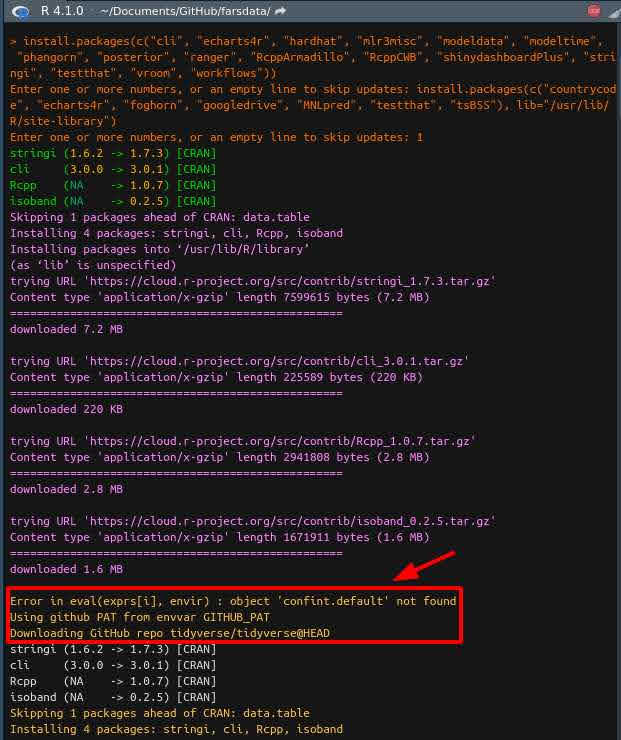 R 4.1.0 · ~/Documents/GitHub/farsdata/
> install.packages(c("cli", "echarts4r", "hardhat", "mlr3misc", "modeldata", "modeltime",
"phangorn", "posterior", "ranger", "RcppArmadillo", "RcppCWB", "shinydashboardPlus", "stri
ngi", "testthat", "vroom", "workflows"))
Enter one or more numbers, or an empty line to skip updates: install.packages(c("countrycod
e", "echarts4r", "foghorn", "googledrive", "MNLpred", "testthat", "tsBSS"), lib="/usr/lib/
R/site-library")
Enter one or more numbers, or an empty line to skip updates: 1
stringi (1.6.2 -> 1.7.3) [CRAN]
cli     (3.0.0 -> 3.0.1) [CRAN]
Rcpp    (NA    -> 1.0.7) [CRAN]
isoband (NA    -> 0.2.5) [CRAN]
Skipping 1 packages ahead of CRAN: data.table
Installing 4 packages: stringi, cli, Rcpp, isoband
Installing packages into ‘/usr/lib/R/library’
(as ‘lib’ is unspecified)
trying URL 'https://cloud.r-project.org/src/contrib/stringi_1.7.3.tar.gz'
Content type 'application/x-gzip' length 7599615 bytes (7.2 MB)
==================================================
downloaded 7.2 MB
trying URL 'https://cloud.r-project.org/src/contrib/cli_3.0.1.tar.gz'
Content type 'application/x-gzip' length 225589 bytes (220 KB)
==================================================
downloaded 220 KB
trying URL 'https://cloud.r-project.org/src/contrib/Rcpp_1.0.7.tar.gz'
Content type 'application/x-gzip' length 2941808 bytes (2.8 MB)
==================================================
downloaded 2.8 MB
trying URL 'https://cloud.r-project.org/src/contrib/isoband_0.2.5.tar.gz'
Content type 'application/x-gzip' length 1671911 bytes (1.6 MB)
==================================================
downloaded 1.6 MB
Error in eval(exprs[i], envir) : object 'confint.default' not found
Using github PAT from envvar GITHUB_PAT
Downloading GitHub repo tidyverse/tidyverse@HEAD
stringi (1.6.2 -> 1.7.3) [CRAN]
cli     (3.0.0 -> 3.0.1) [CRAN]
Rcpp    (NA    -> 1.0.7) [CRAN]
isoband (NA    -> 0.2.5) [CRAN]
Skipping 1 packages ahead of CRAN: data.table
Installing 4 packages: stringi, cli, Rcpp, isoband